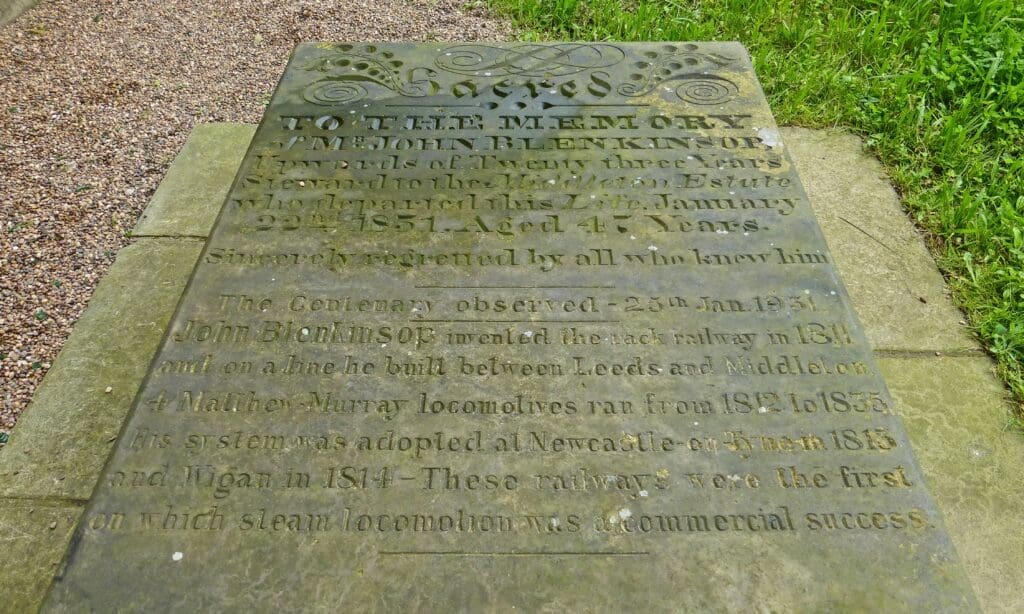 Sacred
TO THE MEMORY
of Mr. JOHN BLENKINSOP,
Upwards of Twenty three Years
Steward to the Middleton Estate
who departed this Life, January
22nd 1831. Aged 47 Years.
Sincerely regretted by all who knew him
The Centenary observed - 25th Jan. 1931
John Blenkinsop invented the rack railway in 1811
and on a line he built between Leeds and Middleton
4 Matthew Murray locomotives ran from 1812 to 1835
His system was adopted at Newcastle-on-Tyne in 1813
and Wigan in 1814 - These railways were the first
on which steam locomotion was a commercial success.